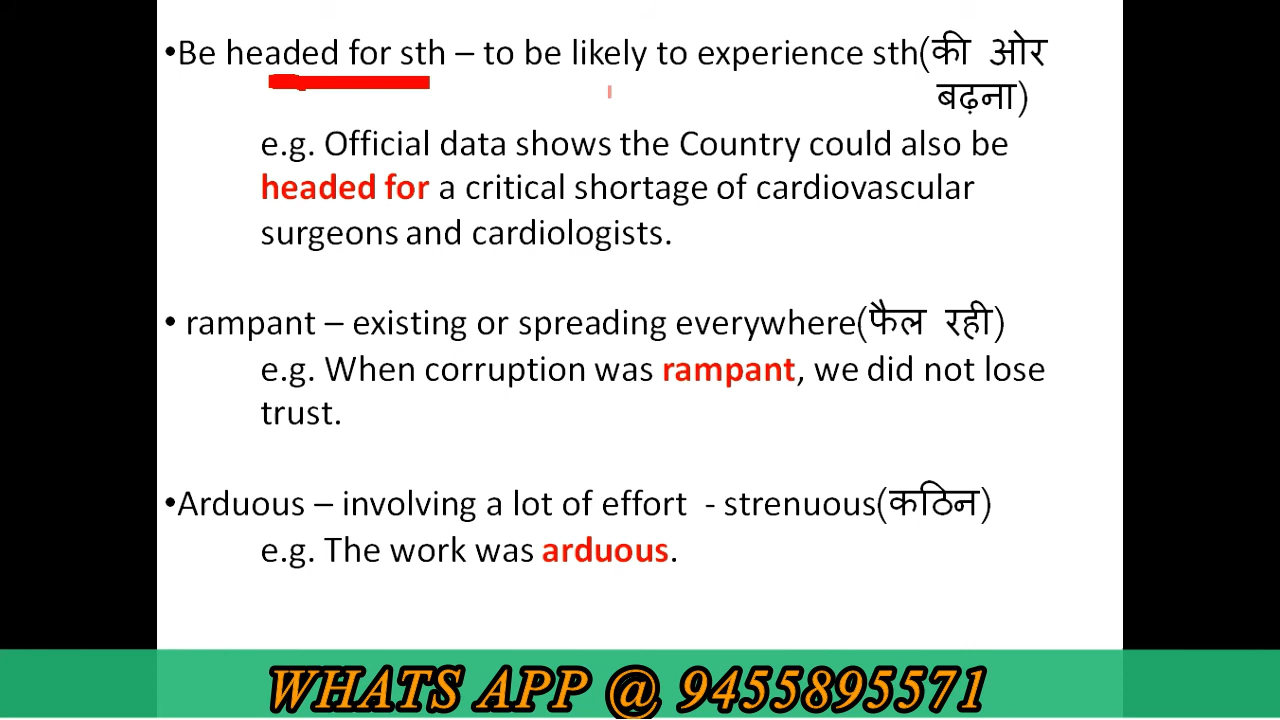 •Be headed for sth – to be likely to experience sth(की ओर
बढ़ना)
e.g. Official data shows the Country could also be
headed for a critical shortage of cardiovascular
surgeons and cardiologists.
• rampant – existing or spreading everywhere(फैल रही)
e.g. When corruption was rampant, we did not lose
trust.
•Arduous – involving a lot of effort - strenuous(कठिन)
e.g. The work was arduous.
WHATS APP @ 9455895571